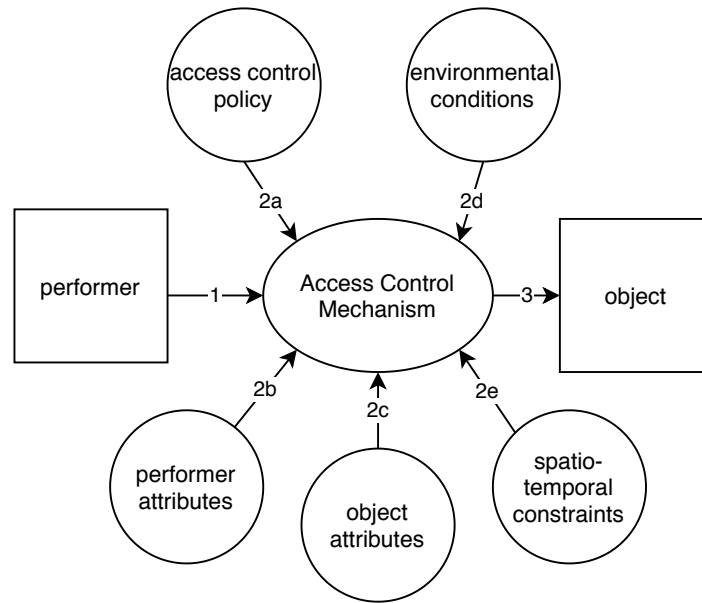 access control
policy
environmental
conditions
2a
2d
performer
1
Access Control
Mechanism
3
object
2b
2c
2e
performer
attributes
object
attributes
spatio-
temporal
constraints